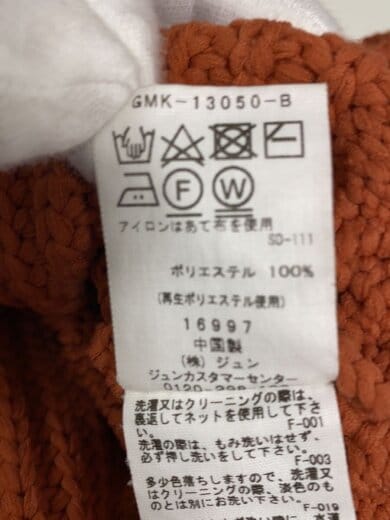 GMK-13050-B
F W
アイロンはあて布を使用
SD-111
ポリエステル 100%
(再生ポリエステル使用)
16997
中国製
(株)ジュン
ジュンカスタマーセンター
洗濯又はクリーニングの際は、
裏返してネットを使用して下さ
い。 F-001
洗濯の際は、もみ洗いはせず、
必ず押し洗いをして下さい。
F-003
多少色落ちしますので、洗濯又
はクリーニングの際、淡色のも
のとは別にお取扱い下さい。
F-019